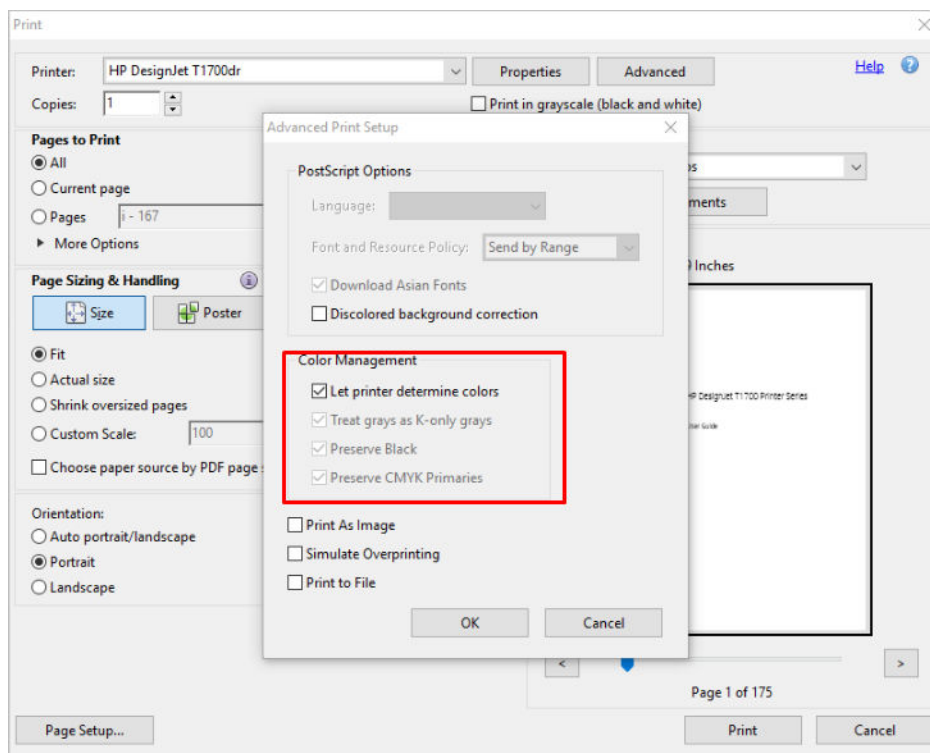 Print
Printer: HP DesignJet T1700dr Properties Advanced Help
Copies: 1 Print in grayscale (black and white)
Advanced Print Setup
Pages to Print
All
Current page
Pages i - 167
More Options
Page Sizing & Handling
Size Poster
Fit
Actual size
Shrink oversized pages
Custom Scale: 100
Choose paper source by PDF page
Orientation:
Auto portrait/landscape
Portrait
Landscape
PostScript Options
Language:
Font and Resource Policy: Send by Range
Download Asian Fonts
Discolored background correction
Color Management
Let printer determine colors
Treat grays as K-only grays
Preserve Black
Preserve CMYK Primaries
Print As Image
Simulate Overprinting
Print to File
OK Cancel
Inches
HP DesignJet T1700 Printer Series
Guide
< >
Page 1 of 175
Page Setup... Print Cancel